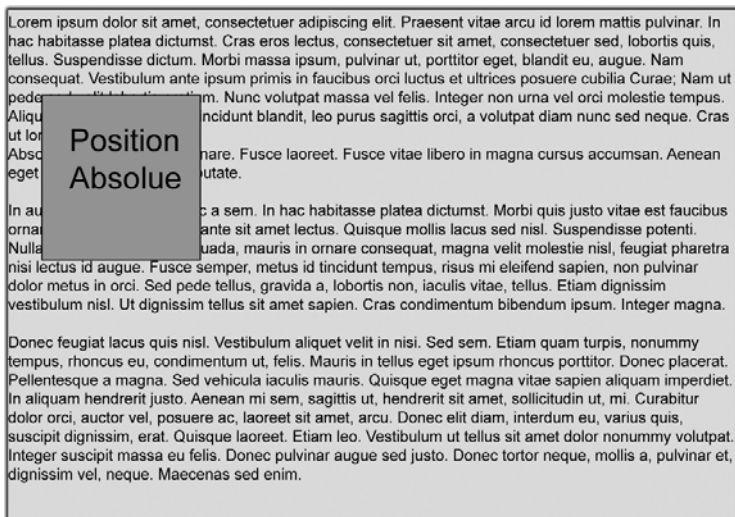 Lorem ipsum dolor sit amet, consectetuer adipiscing elit. Praesent vitae arcu id lorem mattis pulvinar. In
hac habitasse platea dictumst. Cras eros lectus, consectetuer sit amet, consectetuer sed, lobortis quis,
tellus. Suspendisse dictum. Morbi massa ipsum, pulvinar ut, porttitor eget, blandit eu, augue. Nam
consequat. Vestibulum ante ipsum primis in faucibus orci luctus et ultrices posuere cubilia Curae; Nam ut
pede Nunc volutpat massa vel felis. Integer non urna vel orci molestie tempus.
blandit, leo purus sagittis orci, a volutpat diam nunc sed neque. Cras
ut
Fusce laoreet. Fusce vitae libero in magna cursus accumsan. Aenean
eget
Position
Absolue
In a sem. In hac habitasse platea dictumst. Morbi quis justo vitae est faucibus
ante sit amet lectus. Quisque mollis lacus sed nisl. Suspendisse potenti.
Nulla mauris in ornare consequat, magna velit molestie nisl, feugiat pharetra
nisi lectus id augue. Fusce semper, metus id tincidunt tempus, risus mi eleifend sapien, non pulvinar
dolor metus in orci. Sed pede tellus, gravida a, lobortis non, iaculis vitae, tellus. Etiam dignissim
vestibulum nisl. Ut dignissim tellus sit amet sapien. Cras condimentum bibendum ipsum. Integer magna.
Donec feugiat lacus quis nisl. Vestibulum aliquet velit in nisi. Sed sem. Etiam quam turpis, nonummy
tempus, rhoncus eu, condimentum ut, felis. Mauris in tellus eget ipsum rhoncus porttitor. Donec placerat.
Pellentesque a magna. Sed vehicula iaculis mauris. Quisque eget magna vitae sapien aliquam imperdiet.
In aliquam hendrerit justo. Aenean mi sem, sagittis ut, hendrerit sit amet, sollicitudin ut, mi. Curabitur
dolor orci, auctor vel, posuere ac, laoreet sit amet, arcu. Donec elit diam, interdum eu, varius quis,
suscipit dignissim, erat. Quisque laoreet. Etiam leo. Vestibulum ut tellus sit amet dolor nonummy volutpat.
Integer suscipit massa eu felis. Donec pulvinar augue sed justo. Donec tortor neque, mollis a, pulvinar et,
dignissim vel, neque. Maecenas sed enim.